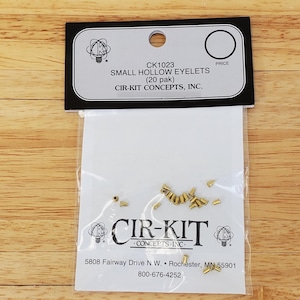 CK1023
SMALL HOLLOW EYELETS
(20 pak)
CIR-KIT CONCEPTS, INC.
PRICE
CIR-KIT
CONCEPTS, INC.
5808 Fairway Drive N.W. • Rochester, MN 55901
800-676-4252